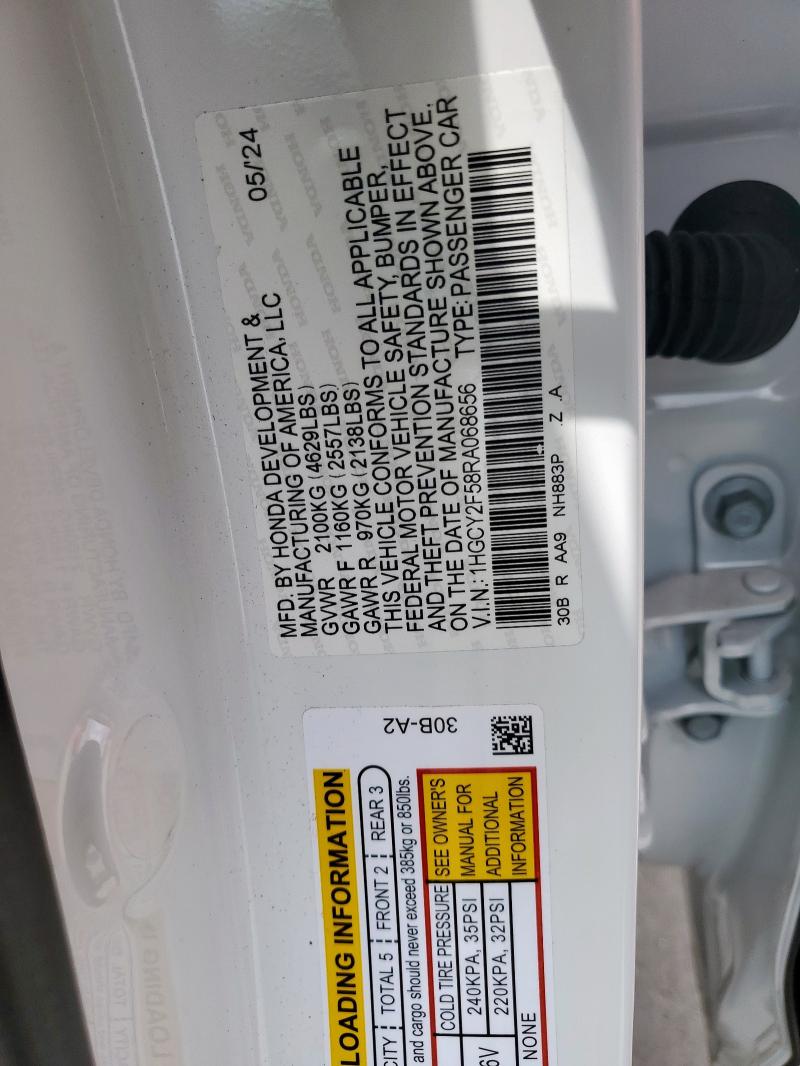 05/'24
MFD. BY HONDA DEVELOPMENT &
MANUFACTURING OF AMERICA, LLC
GVWR 2100KG (4629LBS)
GAWR F 1160KG (2557LBS)
GAWR R 970KG (2138LBS)
THIS VEHICLE CONFORMS TO ALL APPLICABLE
FEDERAL MOTOR VEHICLE SAFETY, BUMPER,
AND THEFT PREVENTION STANDARDS IN EFFECT
ON THE DATE OF MANUFACTURE SHOWN ABOVE.
V.I.N.: 1HGCY2F58RA068656 TYPE: PASSENGER CAR
30B R AA9 NH883P Z A
30B-A2
LOADING INFORMATION
CITY TOTAL 5 FRONT 2 REAR 3
and cargo should never exceed 385kg or 850lbs.
COLD TIRE PRESSURE SEE OWNER'S
240KPA, 35PSI MANUAL FOR
6V 220KPA, 32PSI ADDITIONAL
NONE INFORMATION